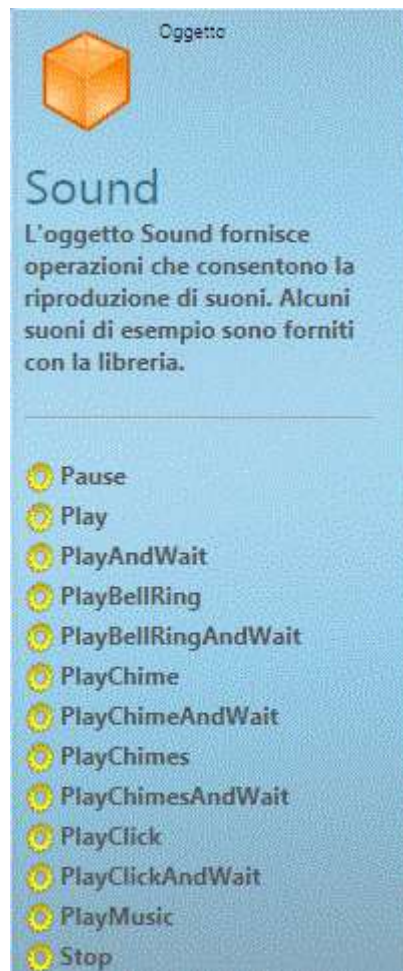 Oggetto
Sound
L'oggetto Sound fornisce
operazioni che consentono la
riproduzione di suoni. Alcuni
suoni di esempio sono forniti
con la libreria.
Pause
Play
PlayAndWait
PlayBellRing
PlayBellRingAndWait
PlayChime
PlayChimeAndWait
PlayChimes
PlayChimesAndWait
PlayClick
PlayClickAndWait
PlayMusic
Stop